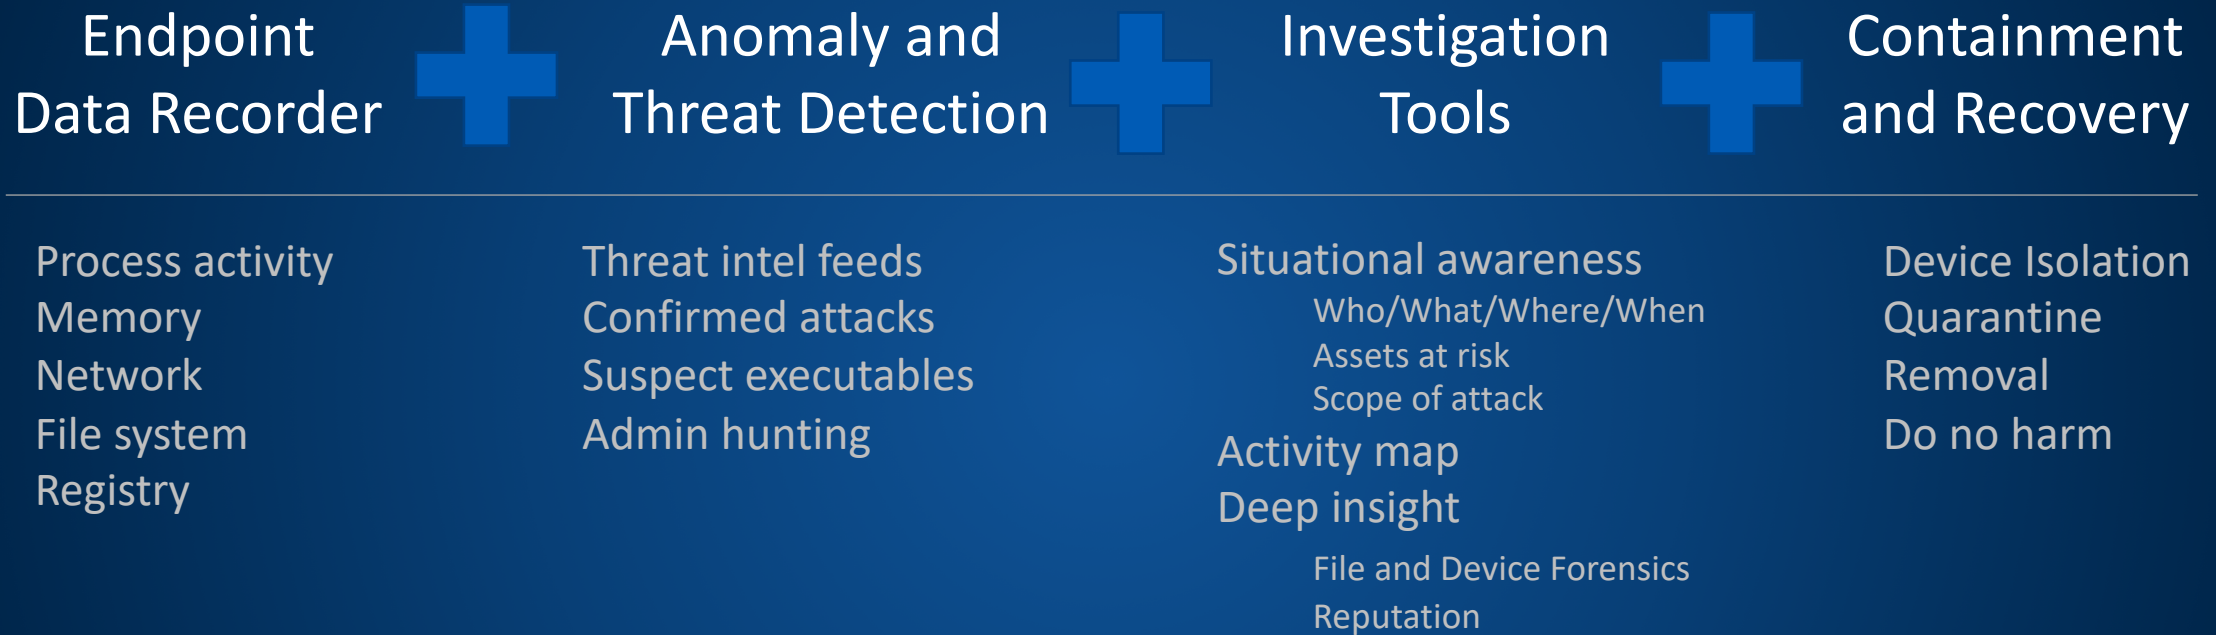 Endpoint
Data Recorder
Anomaly and
Threat Detection
Investigation
Tools
Containment
and Recovery
Process activity
Memory
Network
File system
Registry
Threat intel feeds
Confirmed attacks
Suspect executables
Admin hunting
Situational awareness
Who/What/Where/When
Assets at risk
Scope of attack
Activity map
Deep insight
File and Device Forensics
Reputation
Device Isolation
Quarantine
Removal
Do no harm